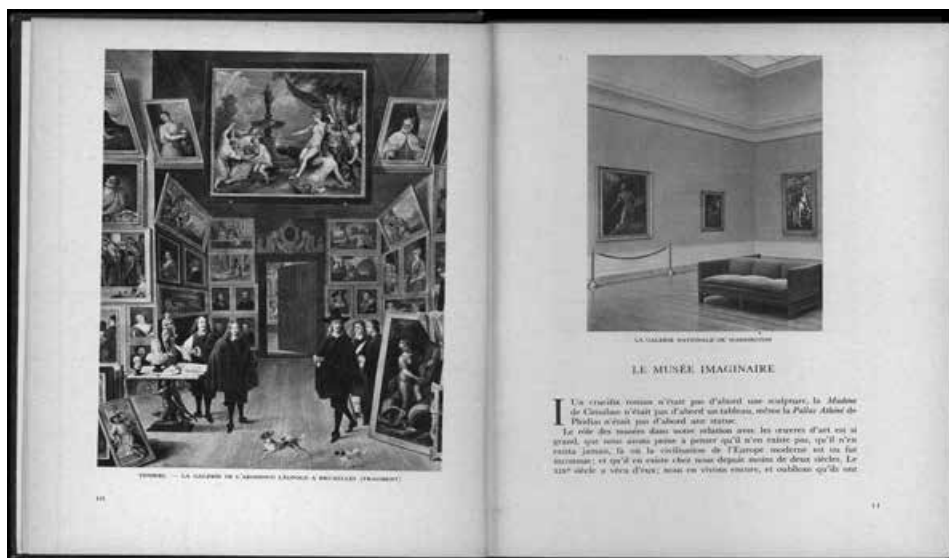 TENIERS. — LA GALERIE DE L'ARCHIDUC LÉOPOLD A BRUXELLES (FRAGMENT)
10
LA GALERIE NATIONALE DE WASHINGTON
LE MUSÉE IMAGINAIRE
Un crucifix roman n'était pas d'abord une sculpture, la Madone
de Cimabue n'était pas d'abord un tableau, même la Pallas Athéné de
Phidias n'était pas d'abord une statue.
Le rôle des musées dans notre relation avec les œuvres d'art est si
grand, que nous avons peine à penser qu'il n'en existe pas, qu'il n'en
exista jamais, là où la civilisation de l'Europe moderne est ou fut
inconnue; et qu'il en existe chez nous depuis moins de deux siècles. Le
XIXe siècle a vécu d'eux; nous en vivons encore, et oublions qu'ils ont
11